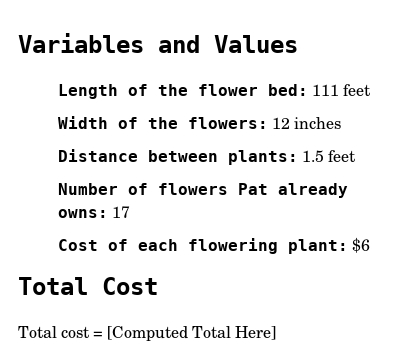 Variables and Values
Length of the flower bed: 111 feet
Width of the flowers: 12 inches
Distance between plants: 1.5 feet
Number of flowers Pat already
owns: 17
Cost of each flowering plant: $6
Total Cost
Total cost = [Computed Total Here]